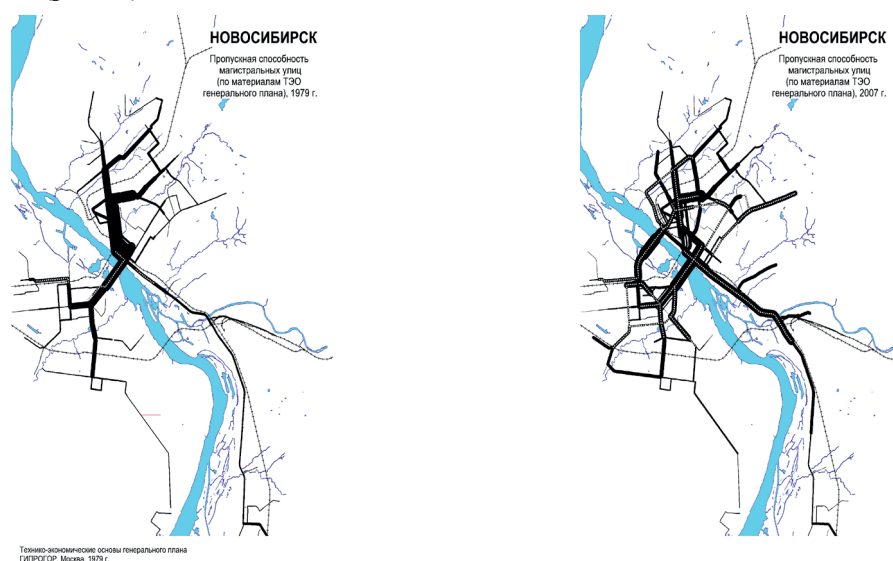 НОВОСИБИРСК
Пропускная способность
магистральных улиц
(по материалам ТЭО
генерального плана), 1979 г.
НОВОСИБИРСК
Пропускная способность
магистральных улиц
(по материалам ТЭО
генерального плана), 2007 г.
Технико-экономические основы генерального плана
ГИПРОГОР, Москва, 1979 г.